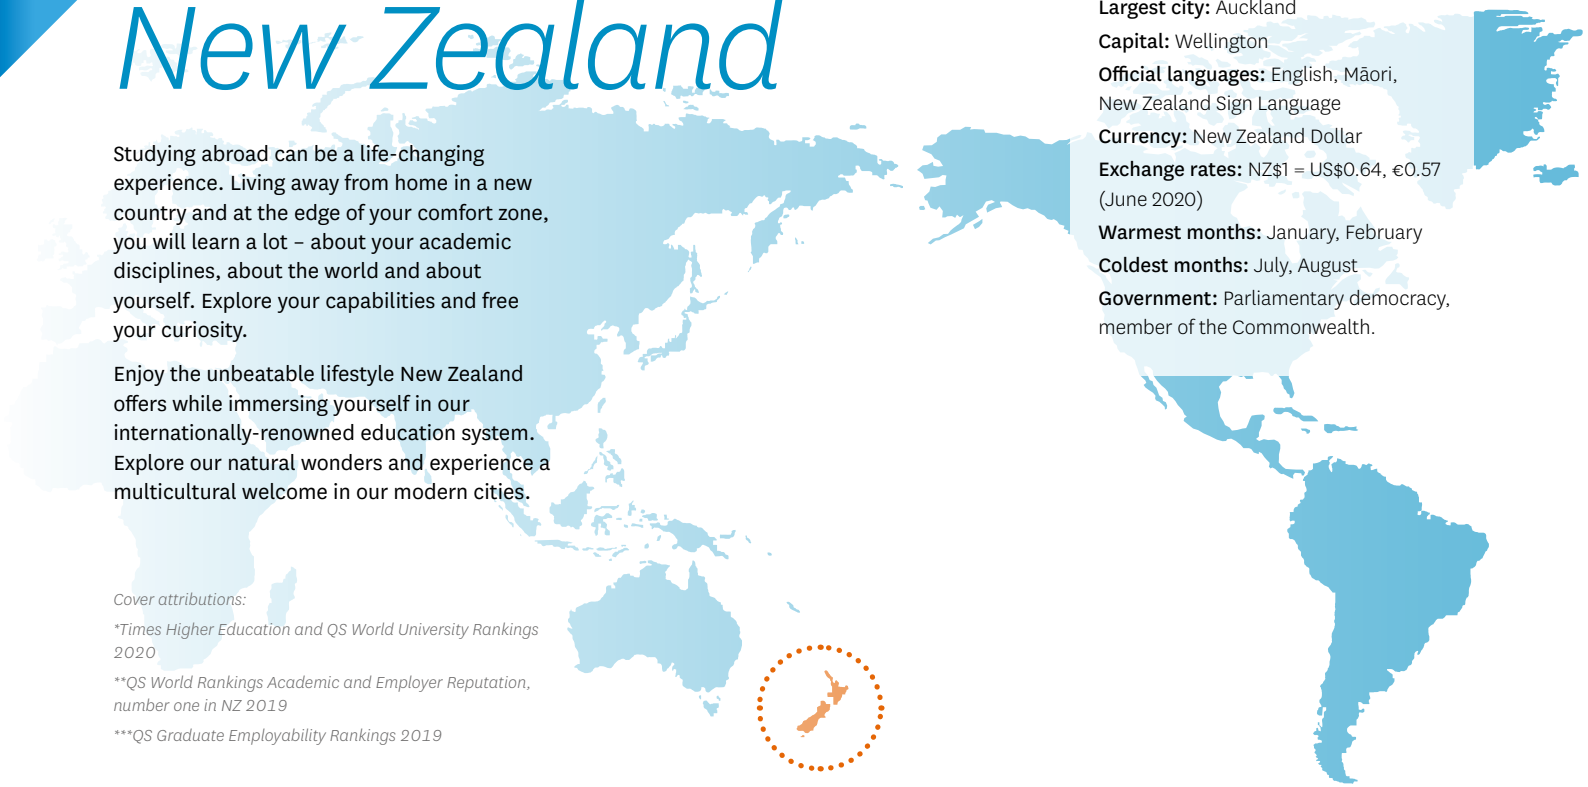 New Zealand
Studying abroad can be a life-changing
experience. Living away from home in a new
country and at the edge of your comfort zone,
you will learn a lot – about your academic
disciplines, about the world and about
yourself. Explore your capabilities and free
your curiosity.
Enjoy the unbeatable lifestyle New Zealand
offers while immersing yourself in our
internationally-renowned education system.
Explore our natural wonders and experience a
multicultural welcome in our modern cities.
Cover attributions:
*Times Higher Education and QS World University Rankings
2020
**QS World Rankings Academic and Employer Reputation,
number one in NZ 2019
***QS Graduate Employability Rankings 2019
Largest city: Auckland
Capital: Wellington
Official languages: English, Māori,
New Zealand Sign Language
Currency: New Zealand Dollar
Exchange rates: NZ$1 = US$0.64, €0.57
(June 2020)
Warmest months: January, February
Coldest months: July, August
Government: Parliamentary democracy,
member of the Commonwealth.